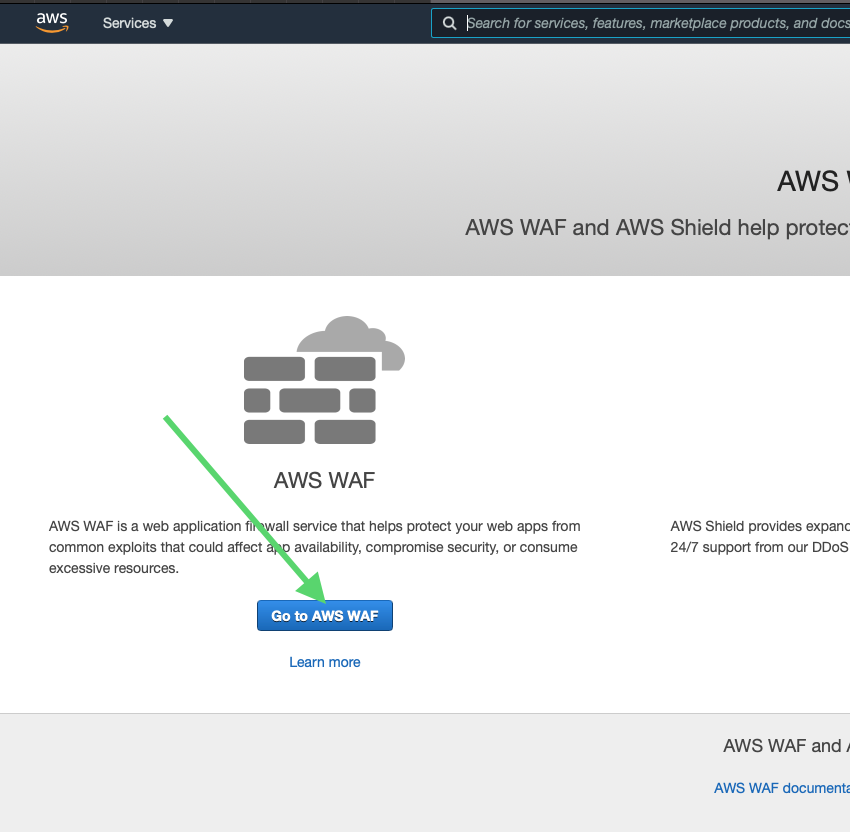 aws
Services
Search for services, features, marketplace products, and docs
AWS
AWS WAF and AWS Shield help protec
AWS WAF
AWS WAF is a web application firewall service that helps protect your web apps from
common exploits that could affect app availability, compromise security, or consume
excessive resources.
Go to AWS WAF
Learn more
AWS Shield provides expand
24/7 support from our DDoS
AWS WAF and
AWS WAF documenta